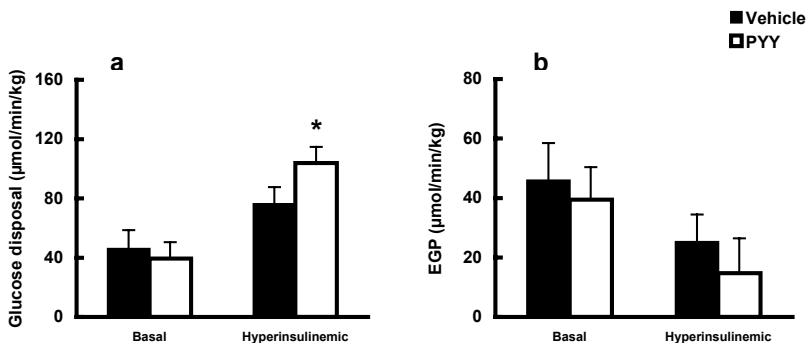 Vehicle
PYY
a
Glucose disposal (µmol/min/kg)
160
120
80
40
0
*
Basal
Hyperinsulinemic
b
EGP (µmol/min/kg)
80
60
40
20
0
Basal
Hyperinsulinemic